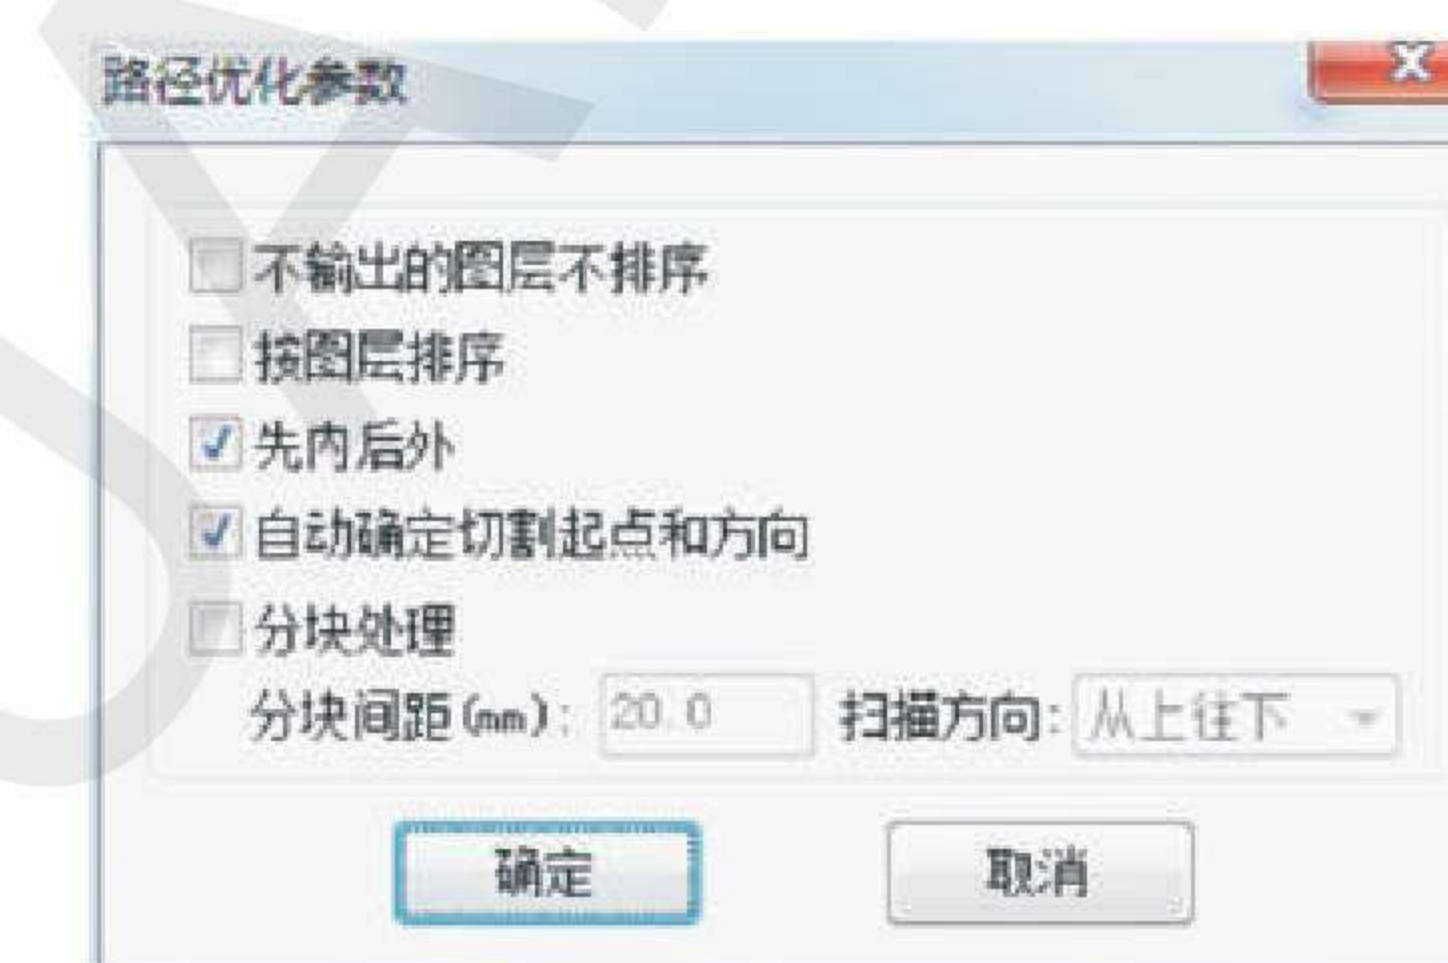 路径优化参数
不输出的图层不排序
按图层排序
先内后外
自动确定切割起点和方向
分块处理
分块间距(mm): 20.0 扫描方向: 从上往下
确定 取消